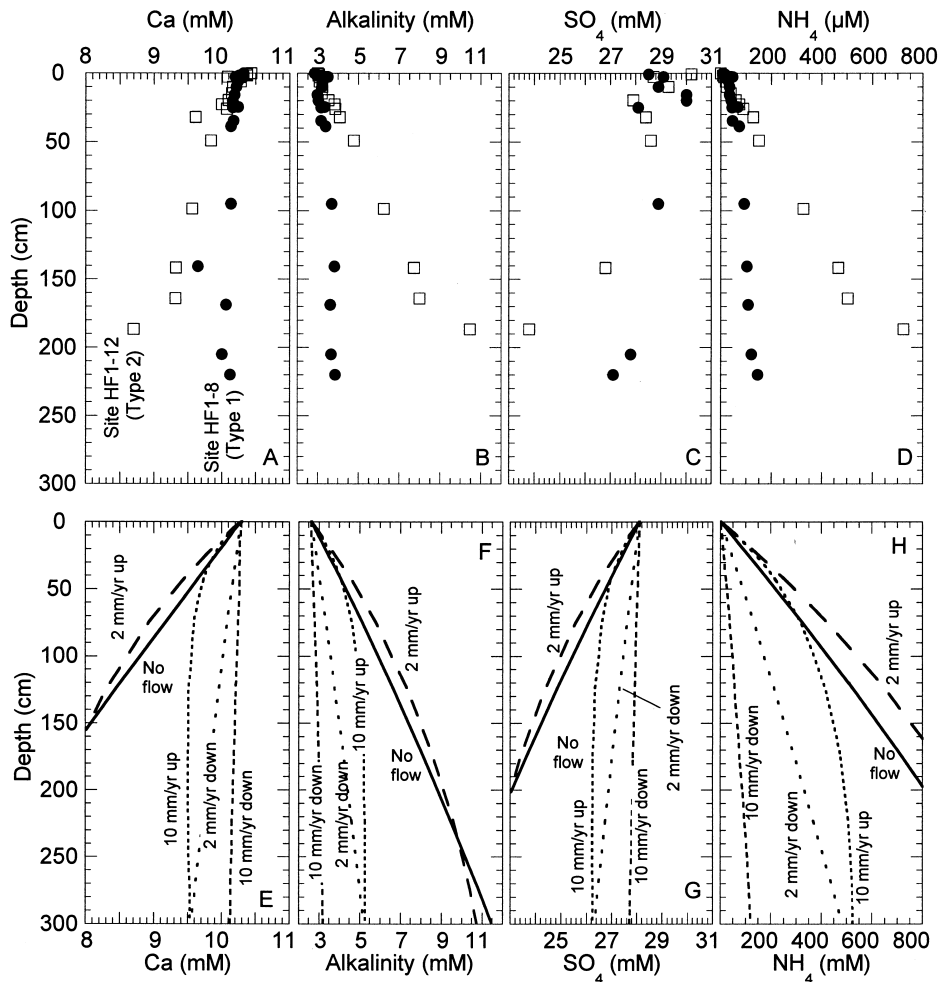 Ca (mM)
Alkalinity (mM)
SO4 (mM)
NH4 (µM)
8 9 10 11
3 6 9
25 27 29 31
200 400 600 800
Depth (cm)
0
50
100
150
200
250
300
Site HF1-12
(Type 2)
Site HF1-8
(Type 1)
A
B
C
D
Depth (cm)
0
50
100
150
200
250
300
2 mm/yr up
No
flow
10 mm/yr up
2 mm/yr down
10 mm/yr down
E
F
2 mm/yr up
10 mm/yr up
No
flow
10 mm/yr down
2 mm/yr down
2 mm/yr up
No
flow
2 mm/yr down
10 mm/yr up
10 mm/yr down
G
H
2 mm/yr up
No
flow
10 mm/yr down
2 mm/yr down
10 mm/yr up
8 9 10 11
3 6 9
25 27 29 31
200 400 600 800
Ca (mM)
Alkalinity (mM)
SO4 (mM)
NH4 (mM)